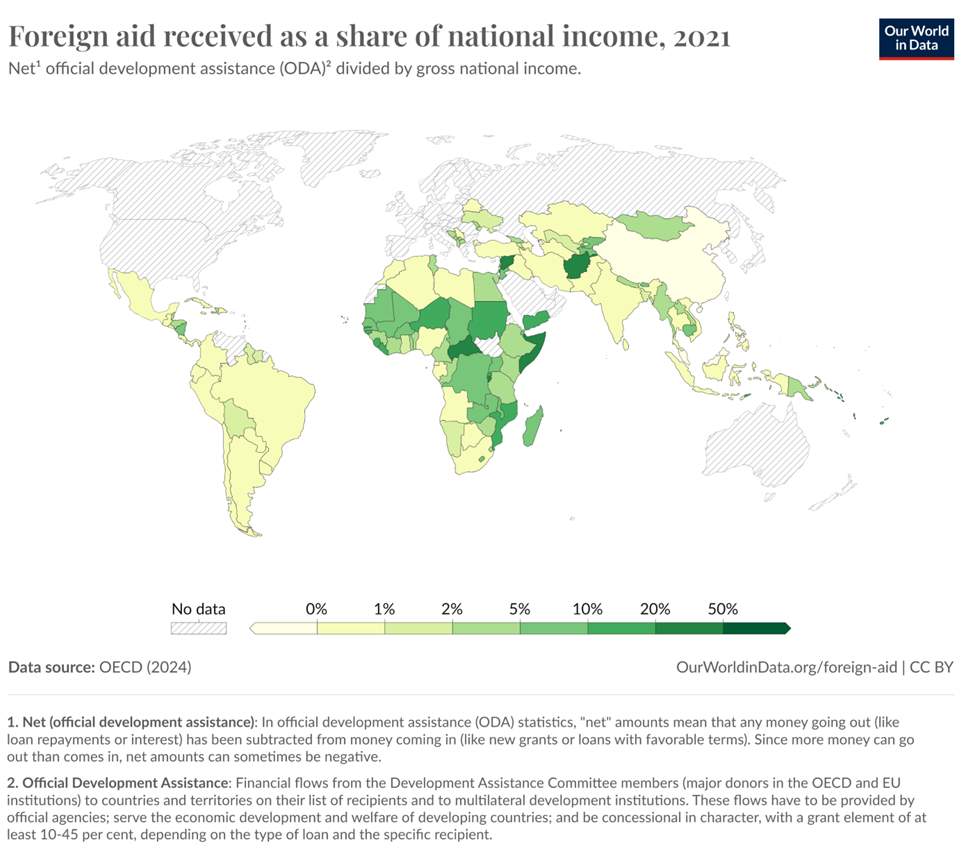 Foreign aid received as a share of national income, 2021
Our World
in Data
Net¹ official development assistance (ODA)² divided by gross national income.
No data
0%
1%
2%
5%
10%
20%
50%
Data source: OECD (2024)
OurWorldinData.org/foreign-aid | CC BY
1. Net (official development assistance): In official development assistance (ODA) statistics, "net" amounts mean that any money going out (like
loan repayments or interest) has been subtracted from money coming in (like new grants or loans with favorable terms). Since more money can go
out than comes in, net amounts can sometimes be negative.
2. Official Development Assistance: Financial flows from the Development Assistance Committee members (major donors in the OECD and EU
institutions) to countries and territories on their list of recipients and to multilateral development institutions. These flows have to be provided by
official agencies; serve the economic development and welfare of developing countries; and be concessional in character, with a grant element of at
least 10-45 per cent, depending on the type of loan and the specific recipient.